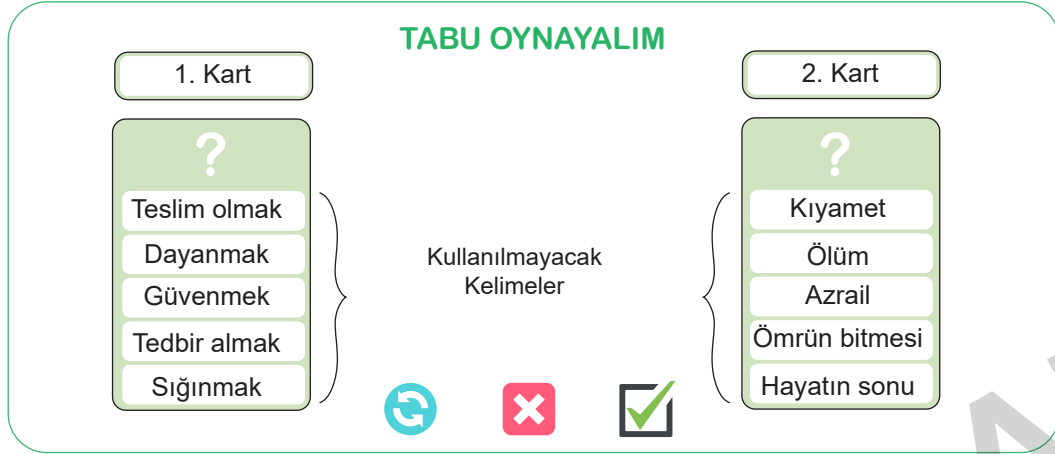 TABU OYNAYALIM
1. Kart
?
Teslim olmak
Dayanmak
Güvenmek
Tedbir almak
Sığınmak
Kullanılmayacak
Kelimeler
2. Kart
?
Kıyamet
Ölüm
Azrail
Ömrün bitmesi
Hayatın sonu